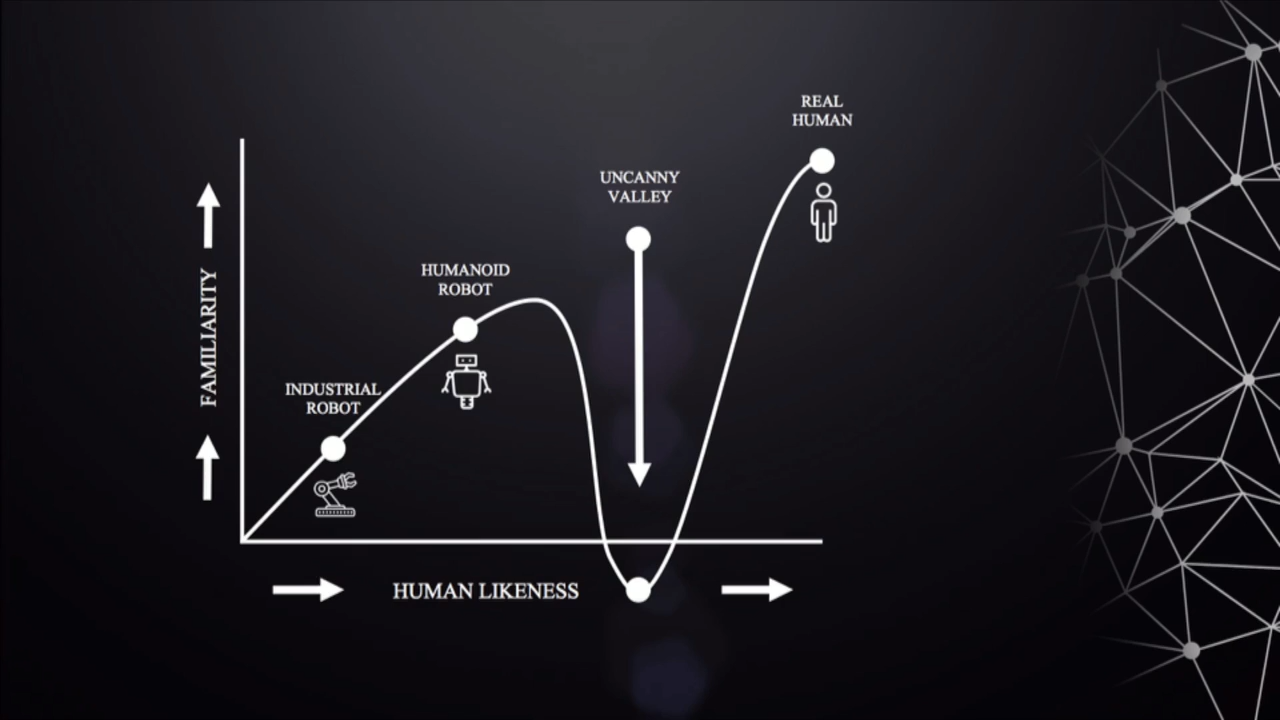 REAL
HUMAN
UNCANNY
VALLEY
HUMANOID
ROBOT
INDUSTRIAL
ROBOT
FAMILIARITY
HUMAN LIKENESS